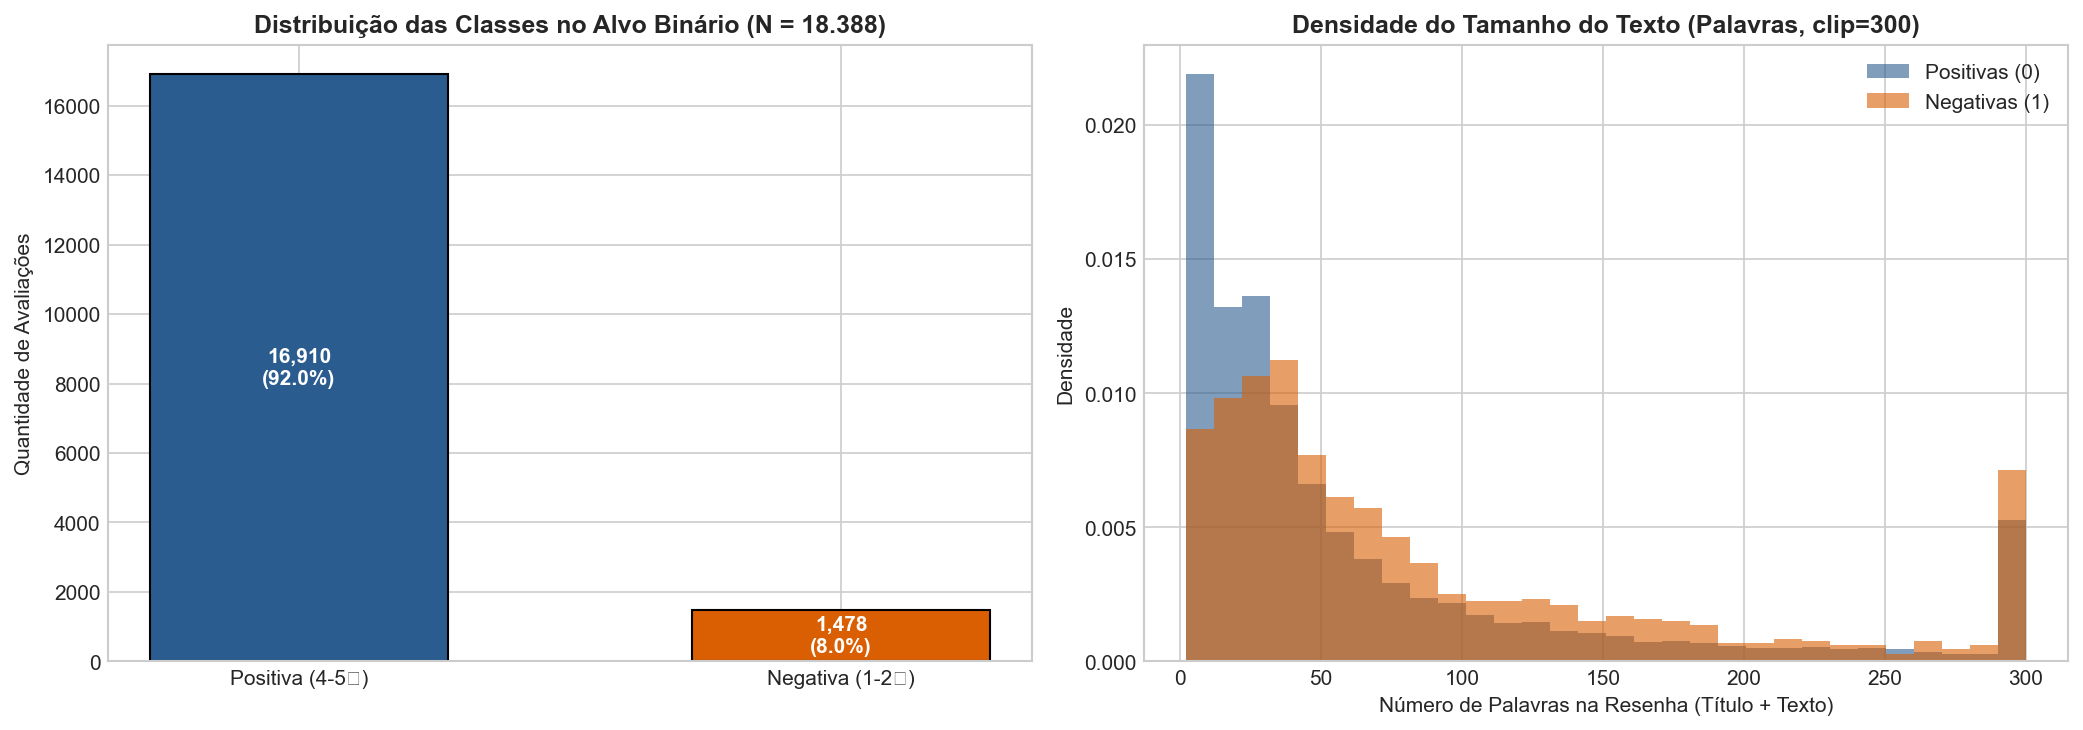 Distribuição das Classes no Alvo Binário (N = 18.388)
Quantidade de Avaliações
16000
14000
12000
10000
8000
6000
4000
2000
0
16,910
(92.0%)
1,478
(8.0%)
Positiva (4-5□)
Negativa (1-2□)
Densidade do Tamanho do Texto (Palavras, clip=300)
Positivas (0)
Negativas (1)
Densidade
0.020
0.015
0.010
0.005
0.000
0
50
100
150
200
250
300
Número de Palavras na Resenha (Título + Texto)